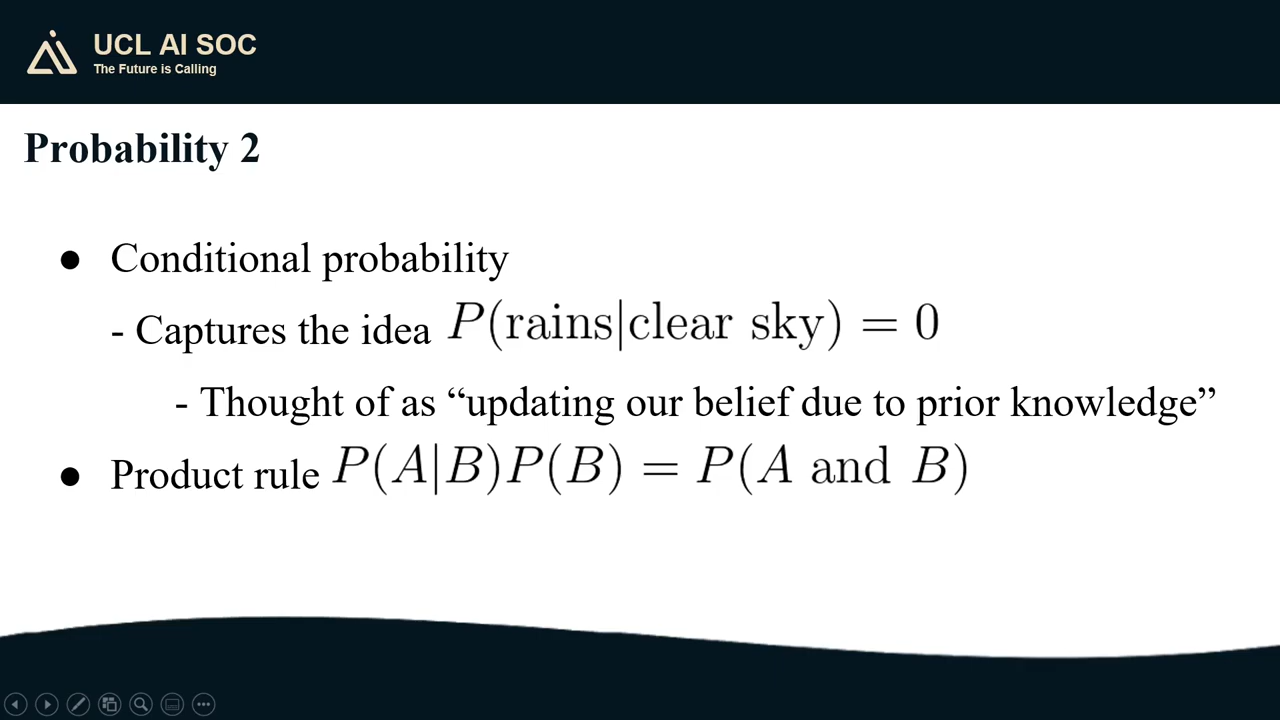 UCL AI SOC
The Future is Calling
Probability 2
● Conditional probability
- Captures the idea P(rains|clear sky) = 0
- Thought of as “updating our belief due to prior knowledge”
● Product rule P(A|B)P(B) = P(A and B)